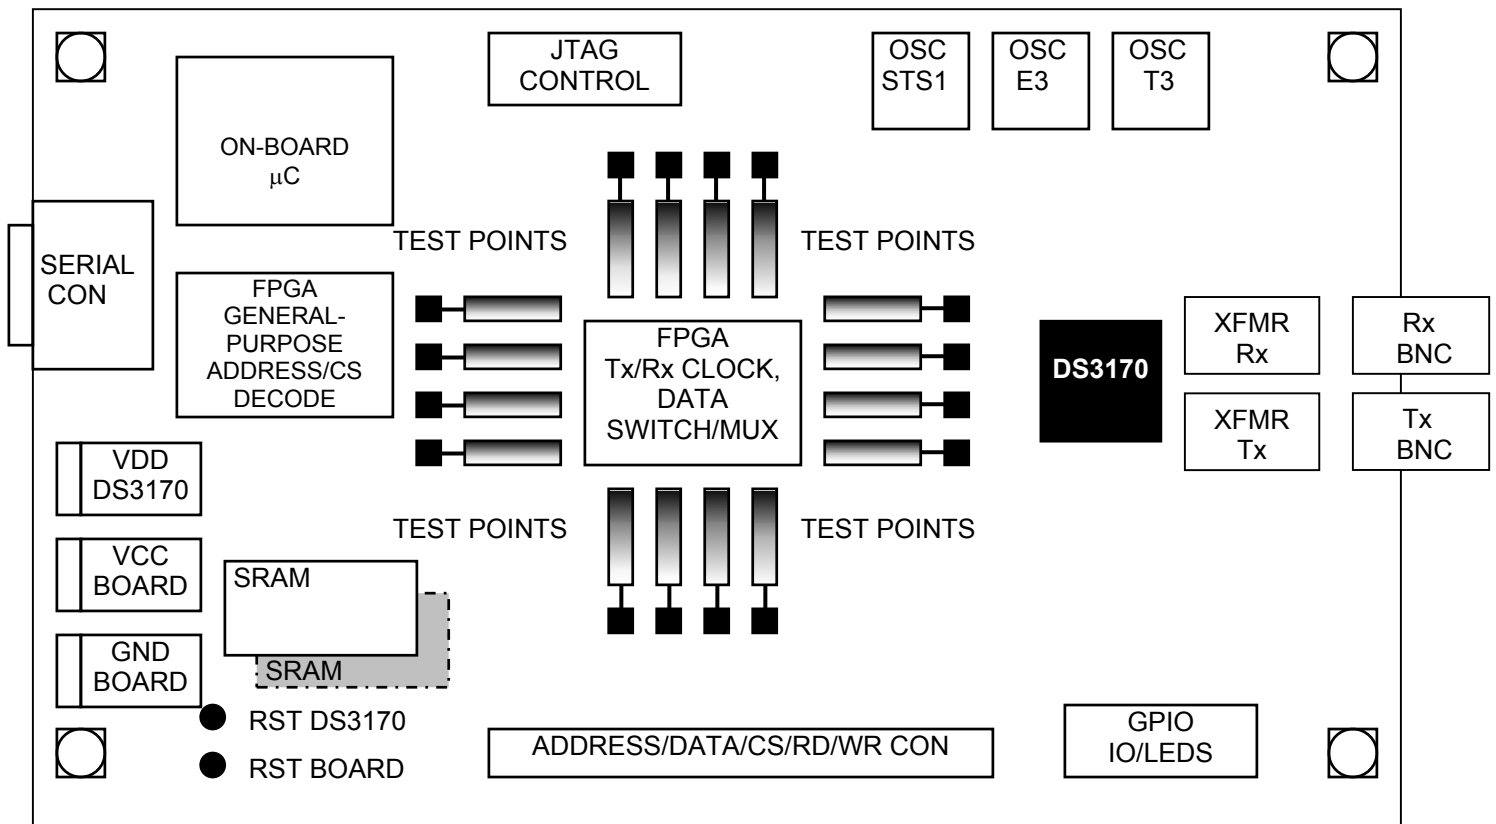 JTAG
CONTROL
OSC
STS1
OSC
E3
OSC
T3
ON-BOARD
μC
TEST POINTS
TEST POINTS
SERIAL
CON
FPGA
GENERAL-
PURPOSE
ADDRESS/CS
DECODE
FPGA
Tx/Rx CLOCK,
DATA
SWITCH/MUX
DS3170
XFMR
Rx
Rx
BNC
XFMR
Tx
Tx
BNC
VDD
DS3170
TEST POINTS
TEST POINTS
VCC
BOARD
SRAM
SRAM
GND
BOARD
RST DS3170
RST BOARD
ADDRESS/DATA/CS/RD/WR CON
GPIO
IO/LEDS